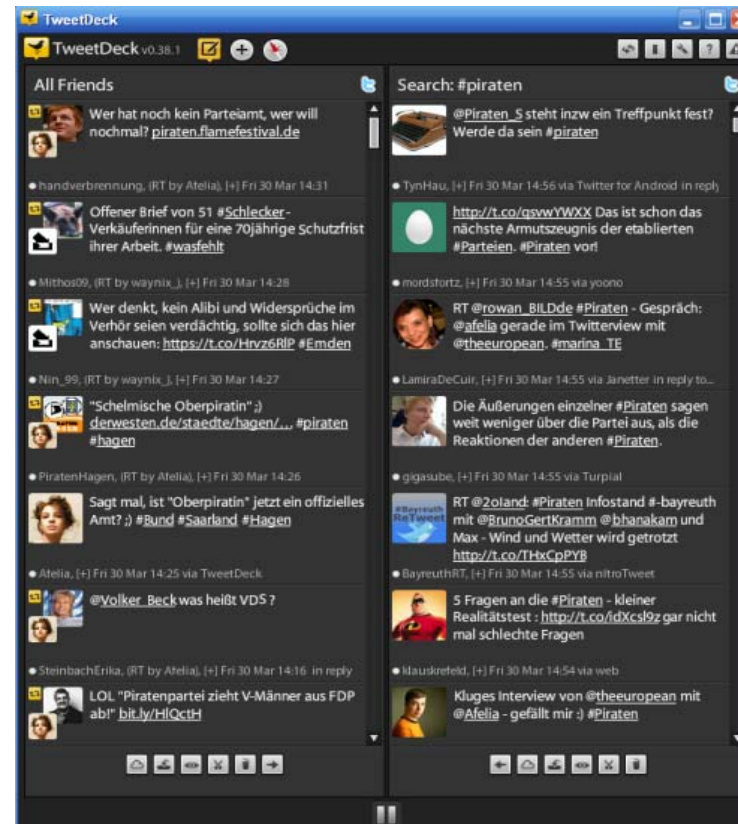 TweetDeck
TweetDeck v0.38.1
All Friends
Wer hat noch kein Parteiamt, wer will
nochmal? piraten.flamefestival.de
handverbrennung, (RT by Afelia), [+] Fri 30 Mar 14:31
Offener Brief von 51 #Schlecker-
Verkäuferinnen für eine 70jährige Schutzfrist
ihrer Arbeit. #wasfehlt
Mithos09, (RT by waynix_), [+] Fri 30 Mar 14:28
Wer denkt, kein Alibi und Widersprüche im
Verhör seien verdächtig, sollte sich das hier
anschauen: https://t.co/Hrvz6RlP #Emden
Nin_99, (RT by waynix_), [+] Fri 30 Mar 14:27
"Schelmische Oberpiratin" ;)
derwesten.de/staedte/hagen/… #piraten
#hagen
PiratenHagen, (RT by Afelia), [+] Fri 30 Mar 14:26
Sagt mal, ist "Oberpiratin" jetzt ein offizielles
Amt? ;) #Bund #Saarland #Hagen
Afelia, [+] Fri 30 Mar 14:25 via TweetDeck
@Volker_Beck was heißt VDS ?
SteinbachErika, (RT by Afelia), [+] Fri 30 Mar 14:16 in reply
LOL "Piratenpartei zieht V-Männer aus FDP
ab!" bit.ly/HlQctH
Search: #piraten
@Piraten_S steht inzw ein Treffpunkt fest?
Werde da sein #piraten
TynHau, [+] Fri 30 Mar 14:56 via Twitter for Android in reply
http://t.co/qsvwYWXX Das ist schon das
nächste Armutszeugnis der etablierten
#Parteien. #Piraten vor!
mordsfortz, [+] Fri 30 Mar 14:55 via yoono
RT @rowan_BILDde #Piraten - Gespräch:
@afelia gerade im Twitterview mit
@theeuropean. #marina_TE
LamiraDeCuir, [+] Fri 30 Mar 14:55 via Janetter in reply to...
Die Äußerungen einzelner #Piraten sagen
weit weniger über die Partei aus, als die
Reaktionen der anderen #Piraten.
gigasube, [+] Fri 30 Mar 14:55 via Turpial
#Bayreuth
ReTweet
RT @2oland: #Piraten Infostand #-bayreuth
mit @BrunoGertKramm @bhanakam und
Max - Wind und Wetter wird getrotzt
http://t.co/THxCpPYB
BayreuthRT, [+] Fri 30 Mar 14:55 via nitroTweet
5 Fragen an die #Piraten - kleiner
Realitätstest : http://t.co/idXcsl9z gar nicht
mal schlechte Fragen
klauskrefeld, [+] Fri 30 Mar 14:54 via web
Kluges Interview von @theeuropean mit
@Afelia - gefällt mir :) #Piraten